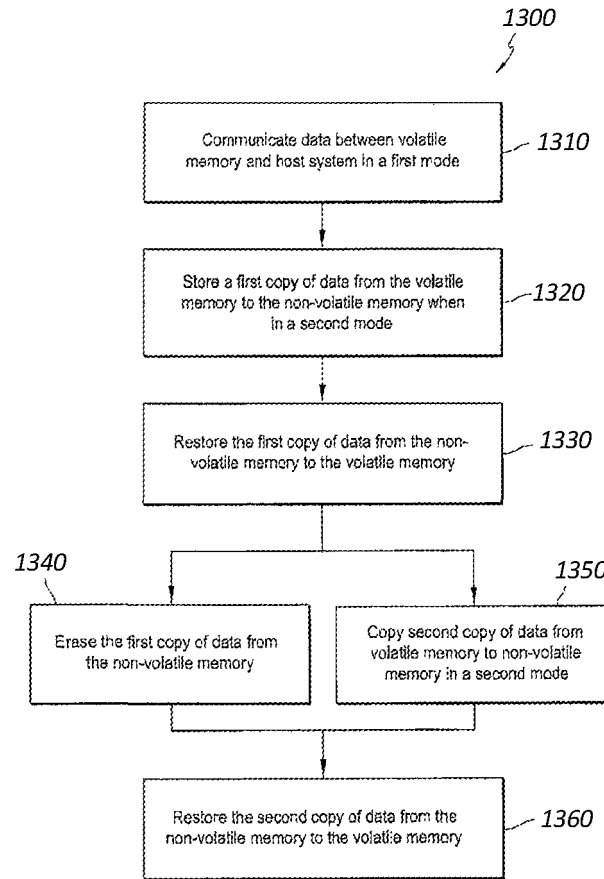 1300
Communicate data between volatile
memory and host system in a first mode
1310
Store a first copy of data from the volatile
memory to the non-volatile memory when
in a second mode
1320
Restore the first copy of data from the non-
volatile memory to the volatile memory
1330
1340
Erase the first copy of data from
the non-volatile memory
1350
Copy second copy of data from
volatile memory to non-volatile
memory in a second mode
Restore the second copy of data from the
non-volatile memory to the volatile memory
1360